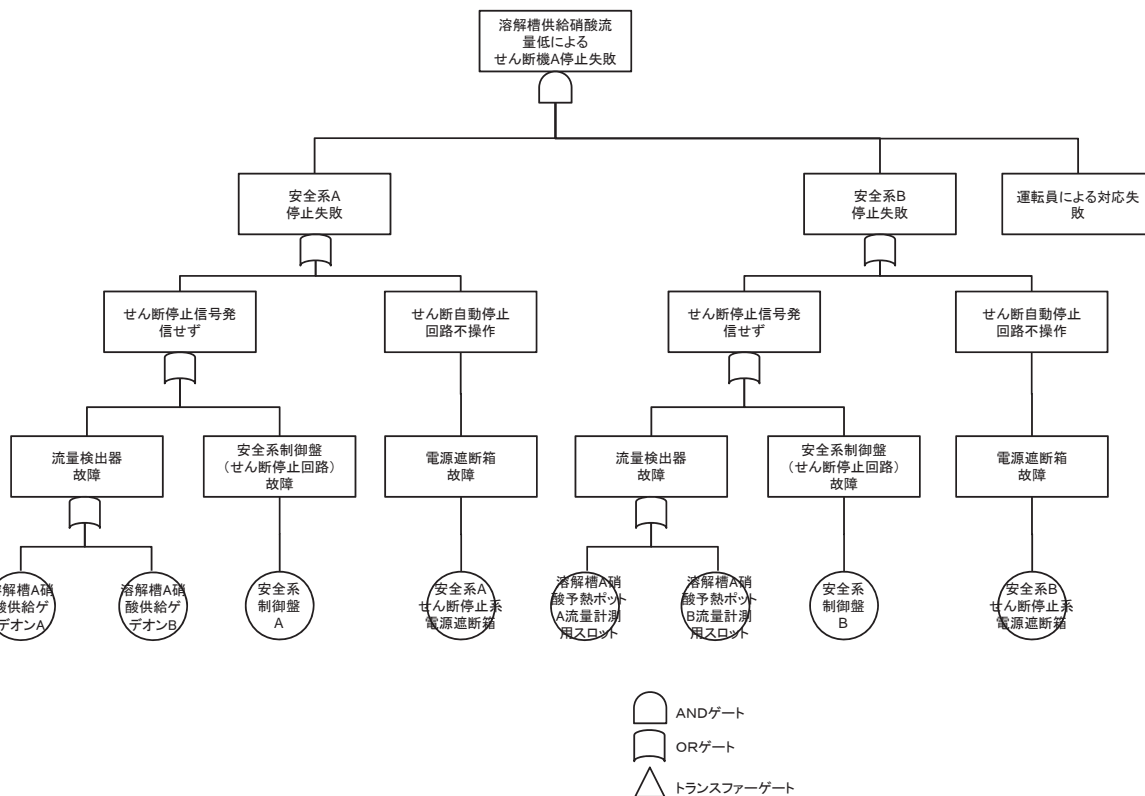 溶解槽供給硝酸流
量低による
せん断機A停止失敗
安全系A
停止失敗
安全系B
停止失敗
運転員による対応失
敗
せん断停止信号発
信せず
せん断自動停止
回路不操作
せん断停止信号発
信せず
せん断自動停止
回路不操作
流量検出器
故障
安全系制御盤
(せん断停止回路)
故障
電源遮断箱
故障
流量検出器
故障
安全系制御盤
(せん断停止回路)
故障
電源遮断箱
故障
解槽A硝
酸供給ゲ
デオンA
溶解槽A硝
酸供給ゲ
デオンB
安全系
制御盤
A
安全系A
せん断停止系
電源遮断箱
溶解槽A硝
酸予熱ポット
A流量計測
用スロット
溶解槽A硝
酸予熱ポット
B流量計測
用スロット
安全系
制御盤
B
安全系B
せん断停止系
電源遮断箱
ANDゲート
ORゲート
トランスファーゲート